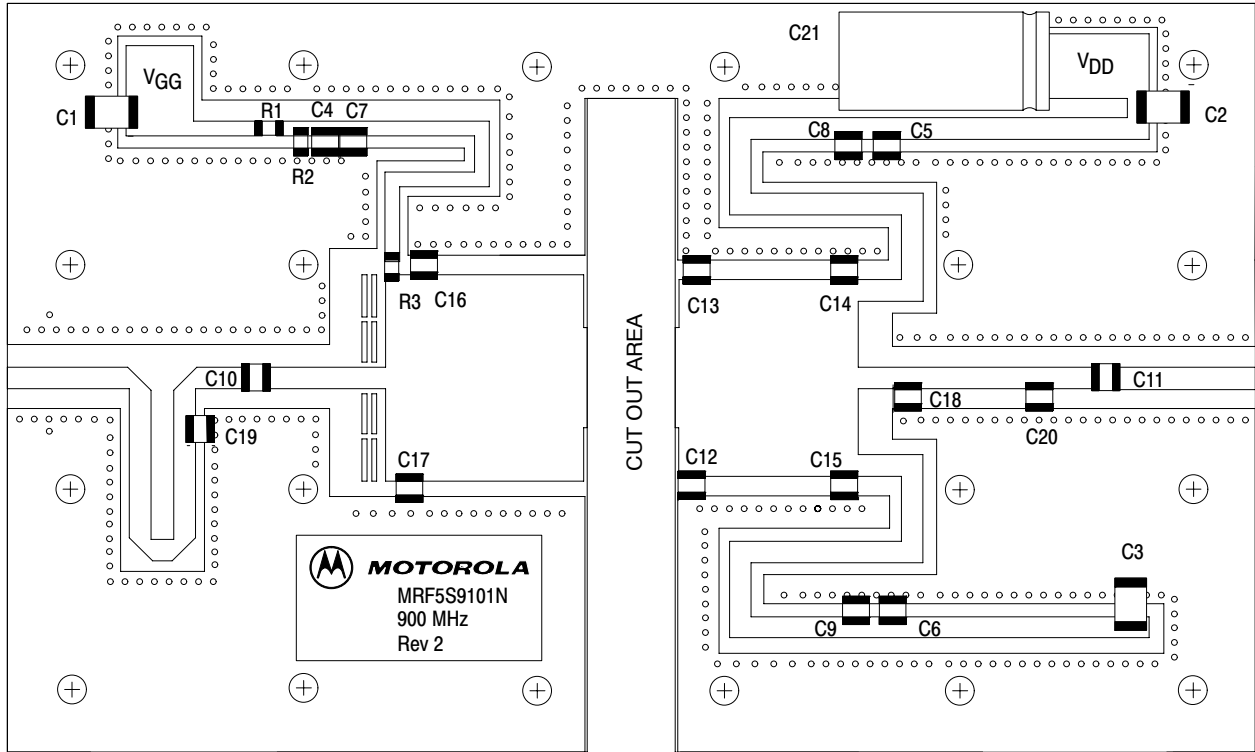 C21
VGG
VDD
C1
R1 C4 C7
C8 C5
C2
R2
R3 C16
C13
C14
C10
C11
C18
C19
C20
CUT OUT AREA
C17
C12
C15
MOTOROLA
MRF5S9101N
900 MHz
Rev 2
C3
C9
C6